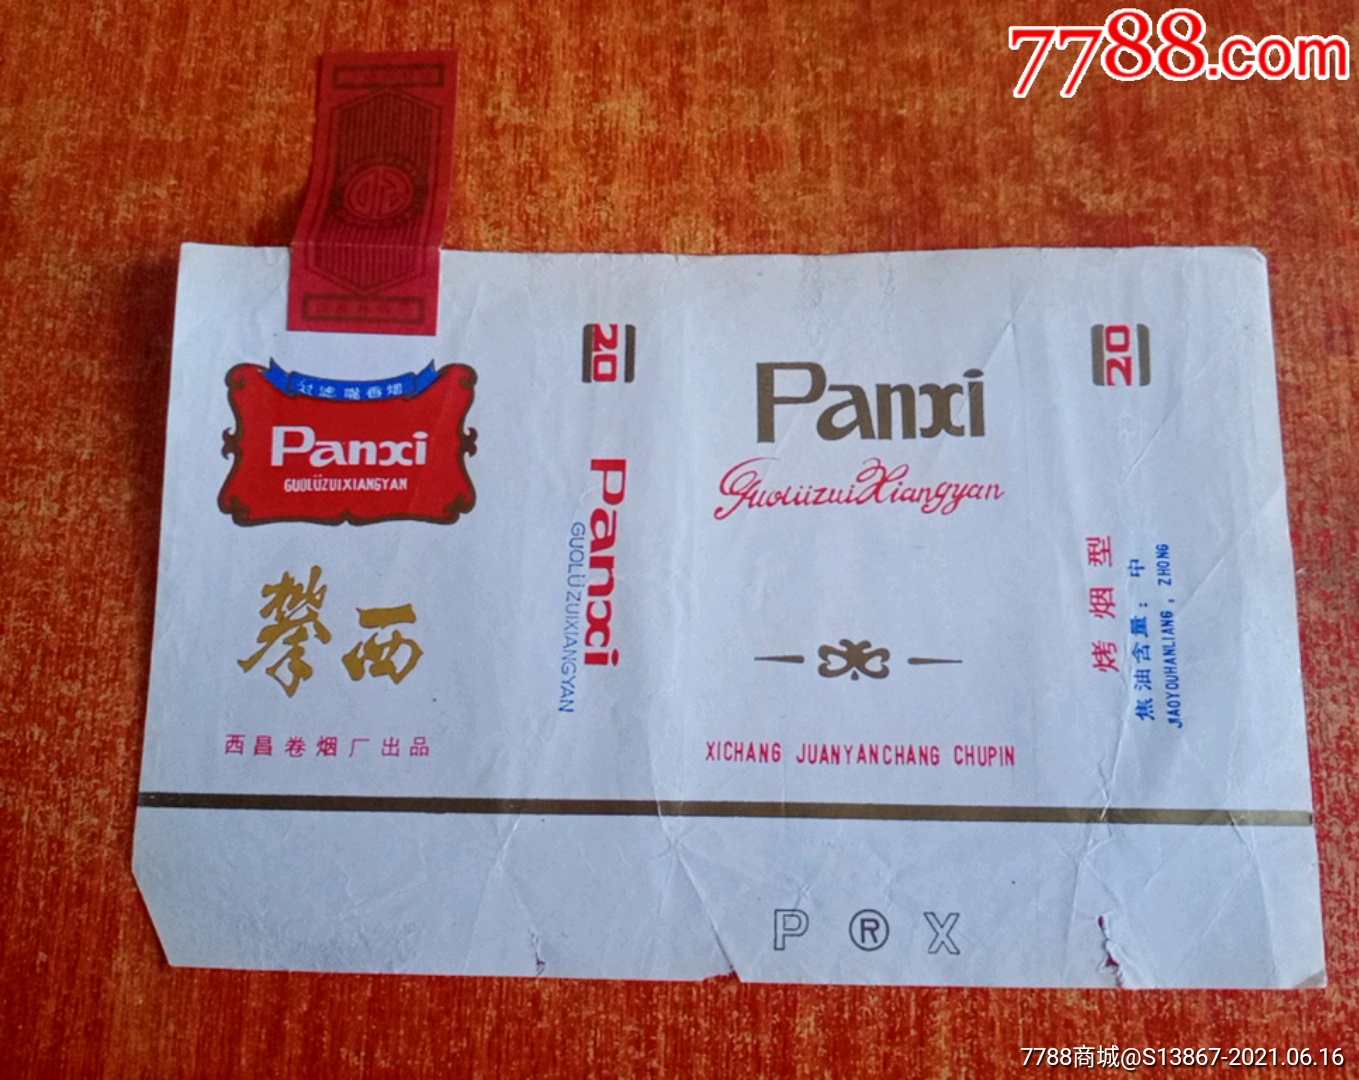 7788.com
过滤嘴香烟
Panxi
GUOLÜZUIXIANGYAN
攀西
西昌卷烟厂出品
20
Panxi
GUOLÜZUIXIANGYAN
Panxi
GuolüzuiXiangyan
XICHANG JUANYANCHANG CHUPIN
P ® X
20
烤烟型
焦油含量：中
JIAOYOUHANLIANG，ZHONG
7788商城@S13867-2021.06.16